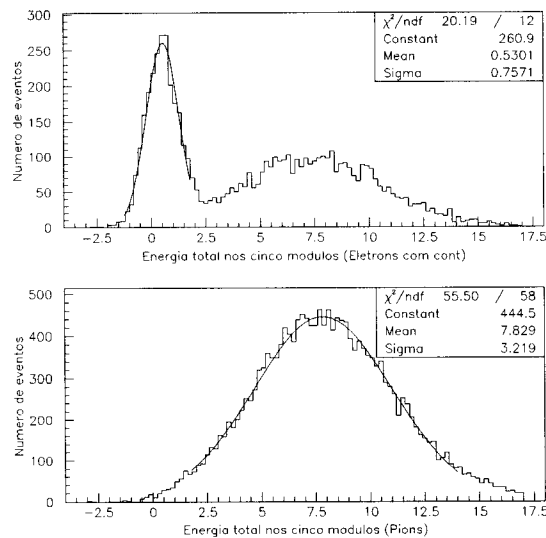 Numero de eventos
300
250
200
150
100
50
0
χ²/ndf 20.19 / 12
Constant 260.9
Mean 0.5301
Sigma 0.7571
−2.5 0 2.5 5 7.5 10 12.5 15 17.5
Energia total nos cinco modulos (Eletrons com cont)
Numero de eventos
500
400
300
200
100
0
χ²/ndf 55.50 / 58
Constant 444.5
Mean 7.829
Sigma 3.219
−2.5 0 2.5 5 7.5 10 12.5 15 17.5
Energia total nos cinco modulos (Pions)